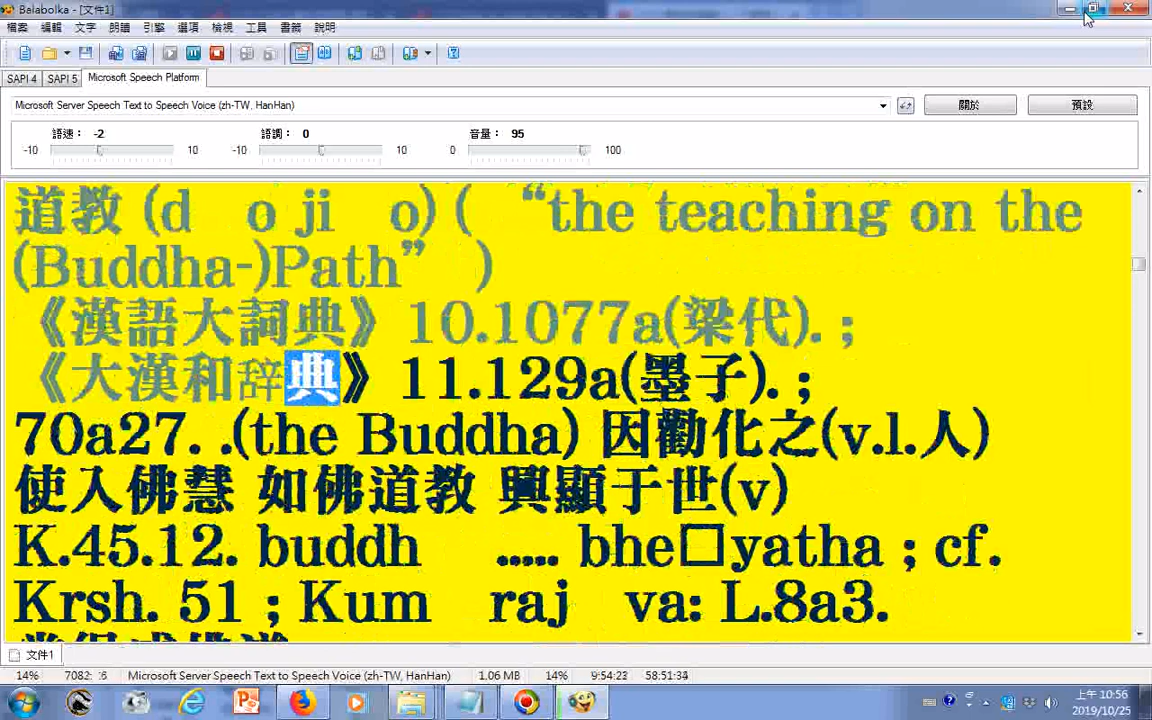 Balabolka - [文件1]
檔案 編輯 文字 朗讀 引擎 選項 檢視 工具 書籤 說明
SAPI 4 SAPI 5 Microsoft Speech Platform
Microsoft Server Speech Text to Speech Voice (zh-TW, HanHan) 關於 預設
語速： -2 語調： 0 音量： 95
-10 10 -10 10 0 100
道教 (d o ji o) ( “the teaching on the
(Buddha-)Path” )
《漢語大詞典》 10.1077a(梁代). ;
《大漢和辞典》 11.129a(墨子). ;
70a27. .(the Buddha) 因勸化之(v.l.人)
使入佛慧 如佛道教 興顯于世(v)
K.45.12. buddh ..... bhe□yatha ; cf.
Krsh. 51 ; Kum raj va: L.8a3.
文件1
14% Microsoft Server Speech Text to Speech Voice (zh-TW, HanHan) 1.06 MB 14% 9:54:23 58:51:34
上午 10:56
2019/10/25